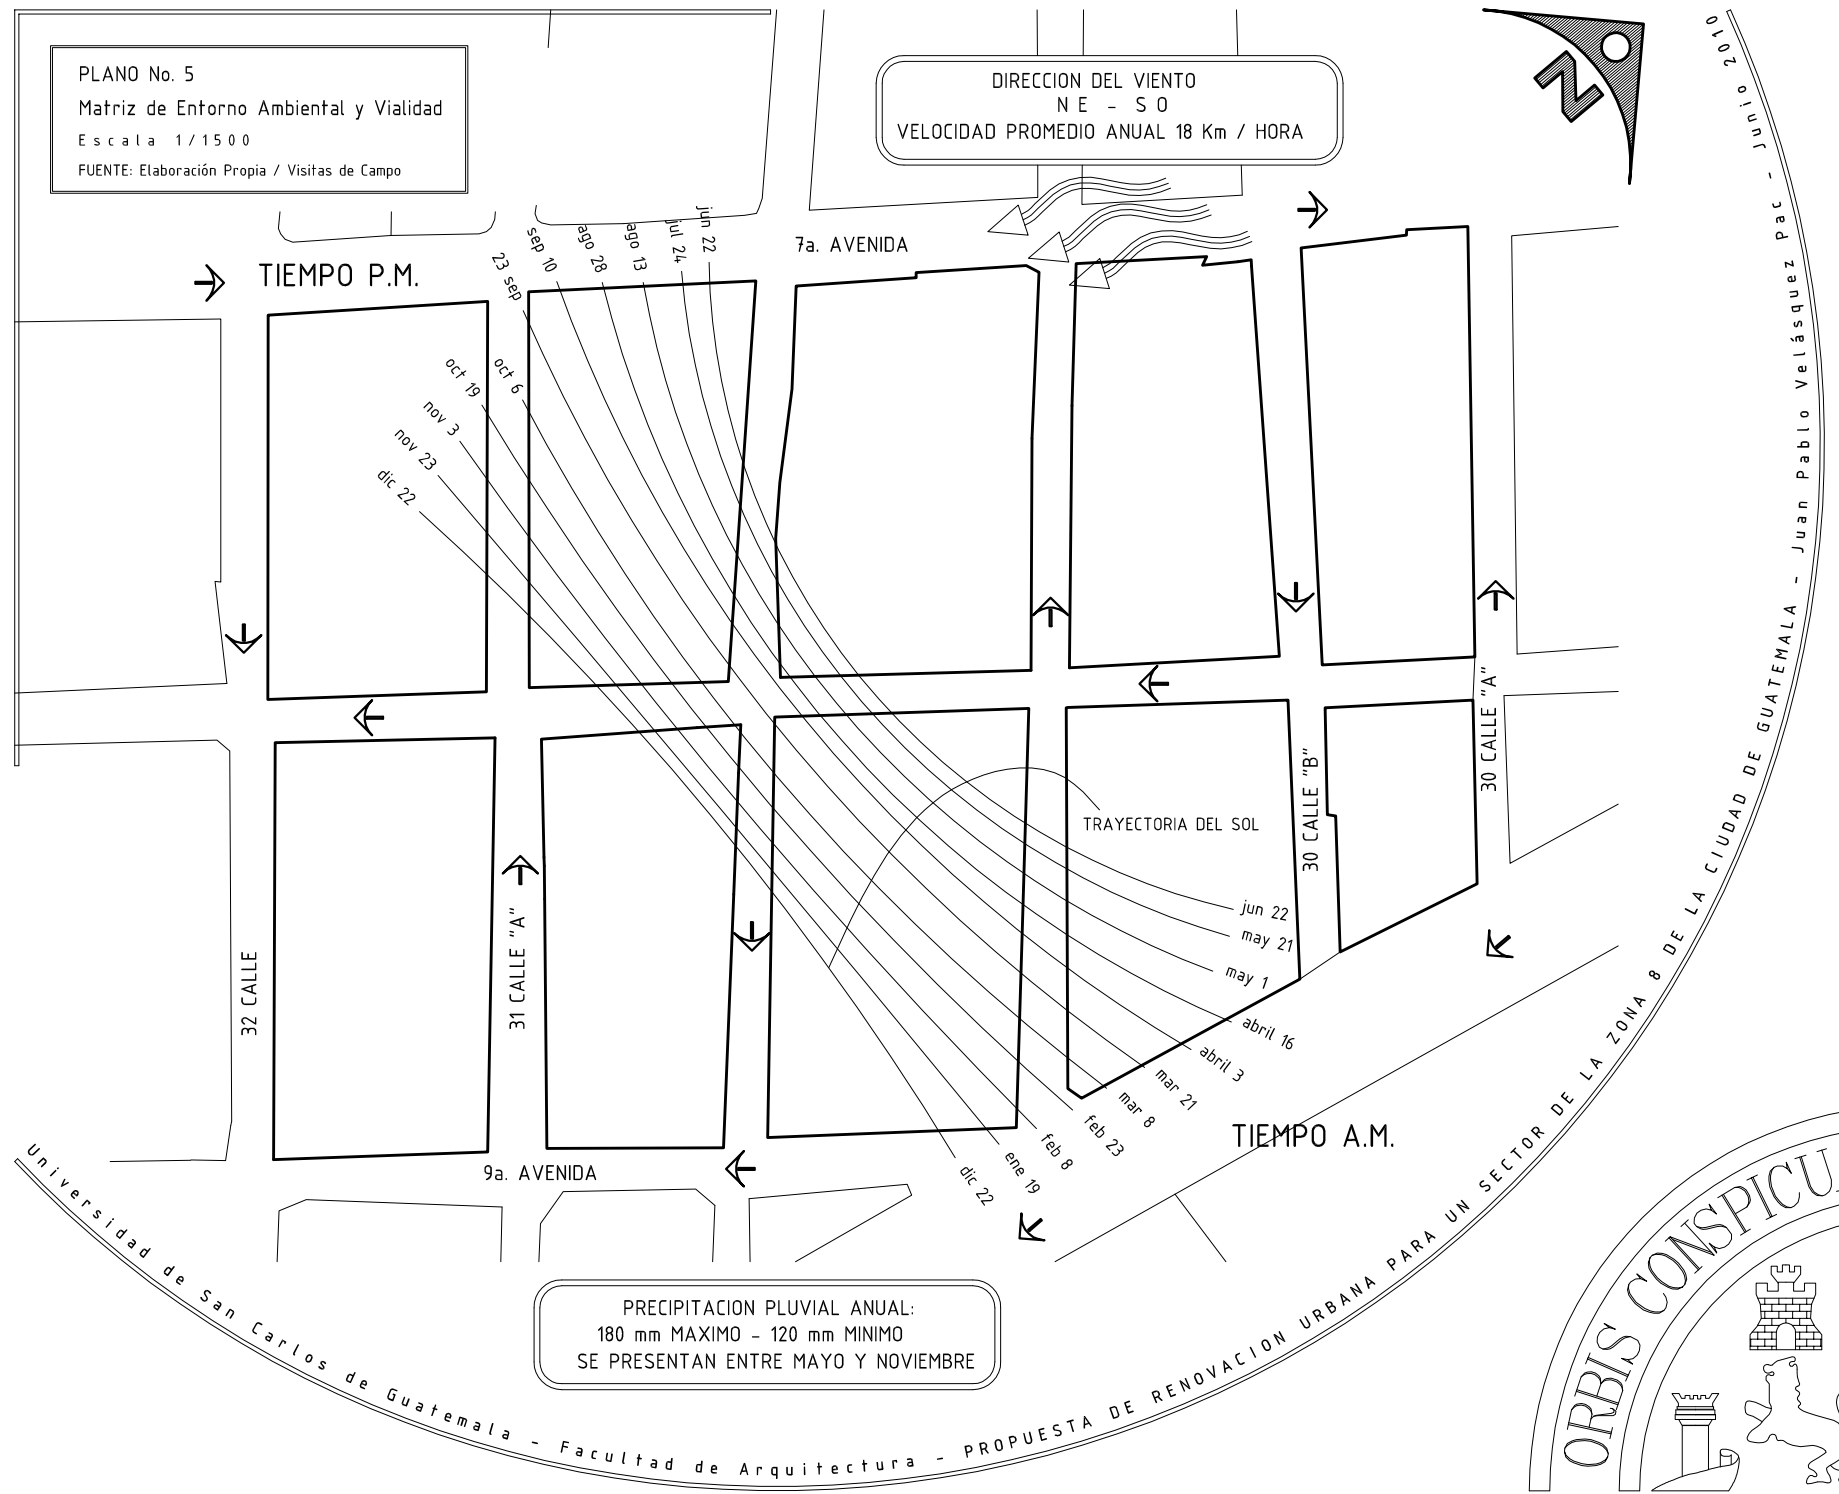 PLANO No. 5
Matriz de Entorno Ambiental y Vialidad
Escala 1/1500
FUENTE: Elaboración Propia / Visitas de Campo
DIRECCION DEL VIENTO
NE - SO
VELOCIDAD PROMEDIO ANUAL 18 Km / HORA
N
7a. AVENIDA
TIEMPO P.M.
jun 22
jul 24
ago 13
ago 28
sep 10
23 sep
oct 6
oct 19
nov 3
nov 23
dic 22
TRAYECTORIA DEL SOL
30 CALLE "A"
30 CALLE "B"
31 CALLE "A"
32 CALLE
jun 22
may 21
may 1
abril 16
abril 3
mar 21
mar 8
feb 23
feb 8
ene 19
dic 22
TIEMPO A.M.
9a. AVENIDA
PRECIPITACION PLUVIAL ANUAL:
180 mm MAXIMO - 120 mm MINIMO
SE PRESENTAN ENTRE MAYO Y NOVIEMBRE
Universidad de San Carlos de Guatemala - Facultad de Arquitectura - PROPUESTA DE RENOVACION URBANA PARA UN SECTOR DE LA ZONA 8 DE LA CIUDAD DE GUATEMALA - Juan Pablo Velásquez Pac - Junio 2010
ORBIS CONSPICU